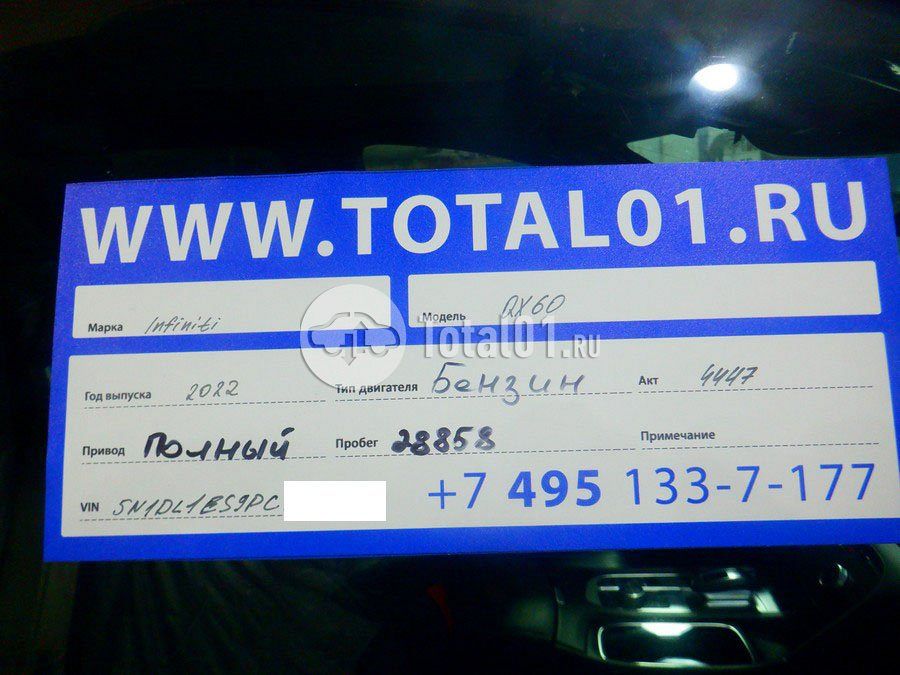 WWW.TOTAL01.RU
Марка Infiniti Модель QX60
Total01.RU
Год выпуска 2022 Тип двигателя Бензин Акт 4447
Привод Полный Пробег 28858 Примечание
VIN 5N1DL1ES9PC +7 495 133-7-177